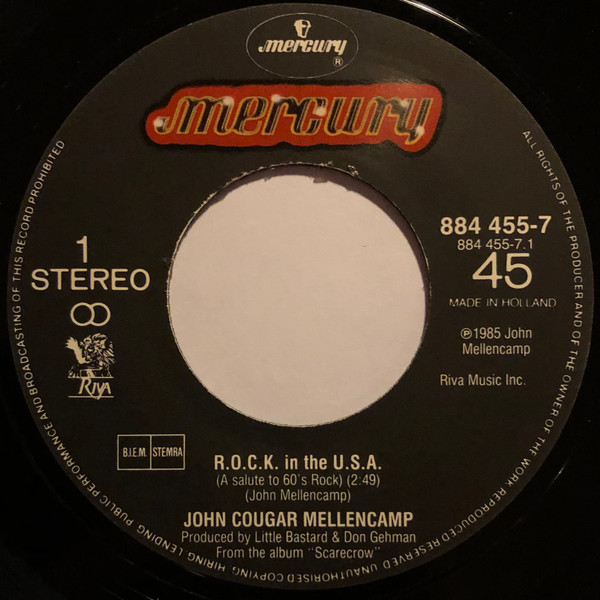 mercury
®
mercury
1
STEREO
RIVA
B.I.E.M. STEMRA
884 455-7
884 455-7.1
45
MADE IN HOLLAND
℗1985 John
Mellencamp
Riva Music Inc.
R.O.C.K. in the U.S.A.
(A salute to 60's Rock) (2:49)
(John Mellencamp)
JOHN COUGAR MELLENCAMP
Produced by Little Bastard & Don Gehman
From the album "Scarecrow"
ALL RIGHTS OF THE PRODUCER AND OF THE OWNER OF THE WORK REPRODUCED RESERVED UNAUTHORISED COPYING HIRING LENDING PUBLIC PERFORMANCE AND BROADCASTING OF THIS RECORD PROHIBITED